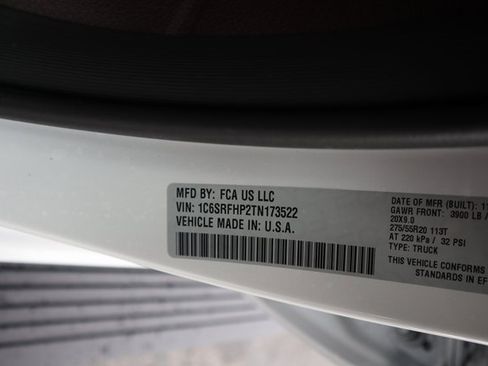 MFD BY: FCA US LLC
VIN: 1C6SRFHP2TN173522
VEHICLE MADE IN: U.S.A.
DATE OF MFR (BUILT): 11
GAWR FRONT: 3900 LB /
20X9.0
275/55R20 113T
AT 220 kPa / 32 PSI
TYPE: TRUCK
THIS VEHICLE CONFORMS
STANDARDS IN EF